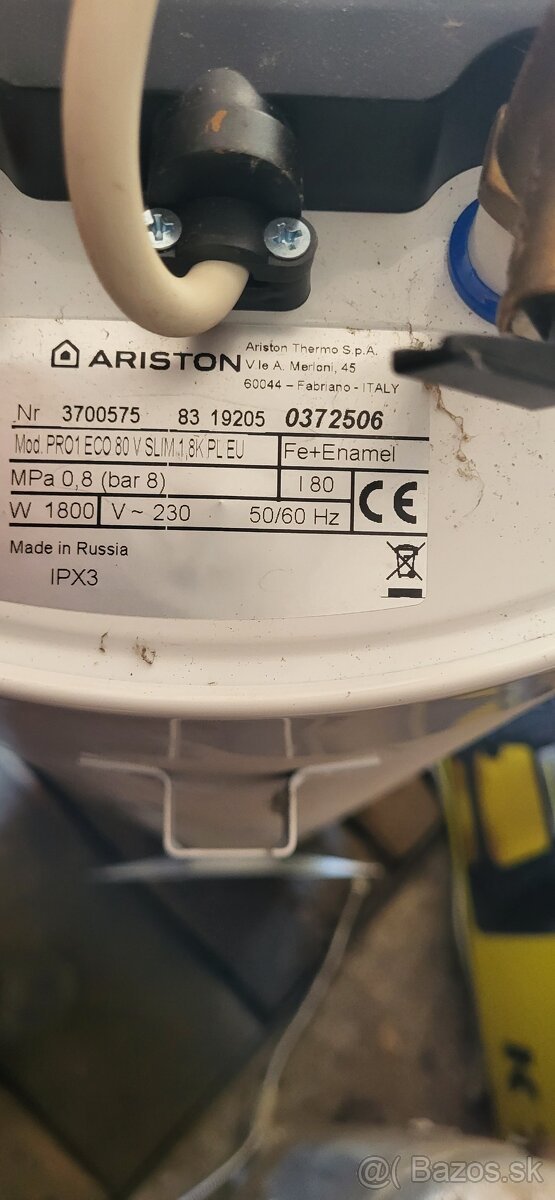 ARISTON
Ariston Thermo S.p.A.
V le A. Merloni, 45
60044 – Fabriano - ITALY
Nr 3700575 83 19205 0372506
Mod. PRO1 ECO 80 V SLIM 1,8K PL EU
Fe+Enamel
MPa 0,8 (bar 8)
l 80
CE
W 1800
V ~ 230 50/60 Hz
Made in Russia
IPX3
@( Bazos.sk